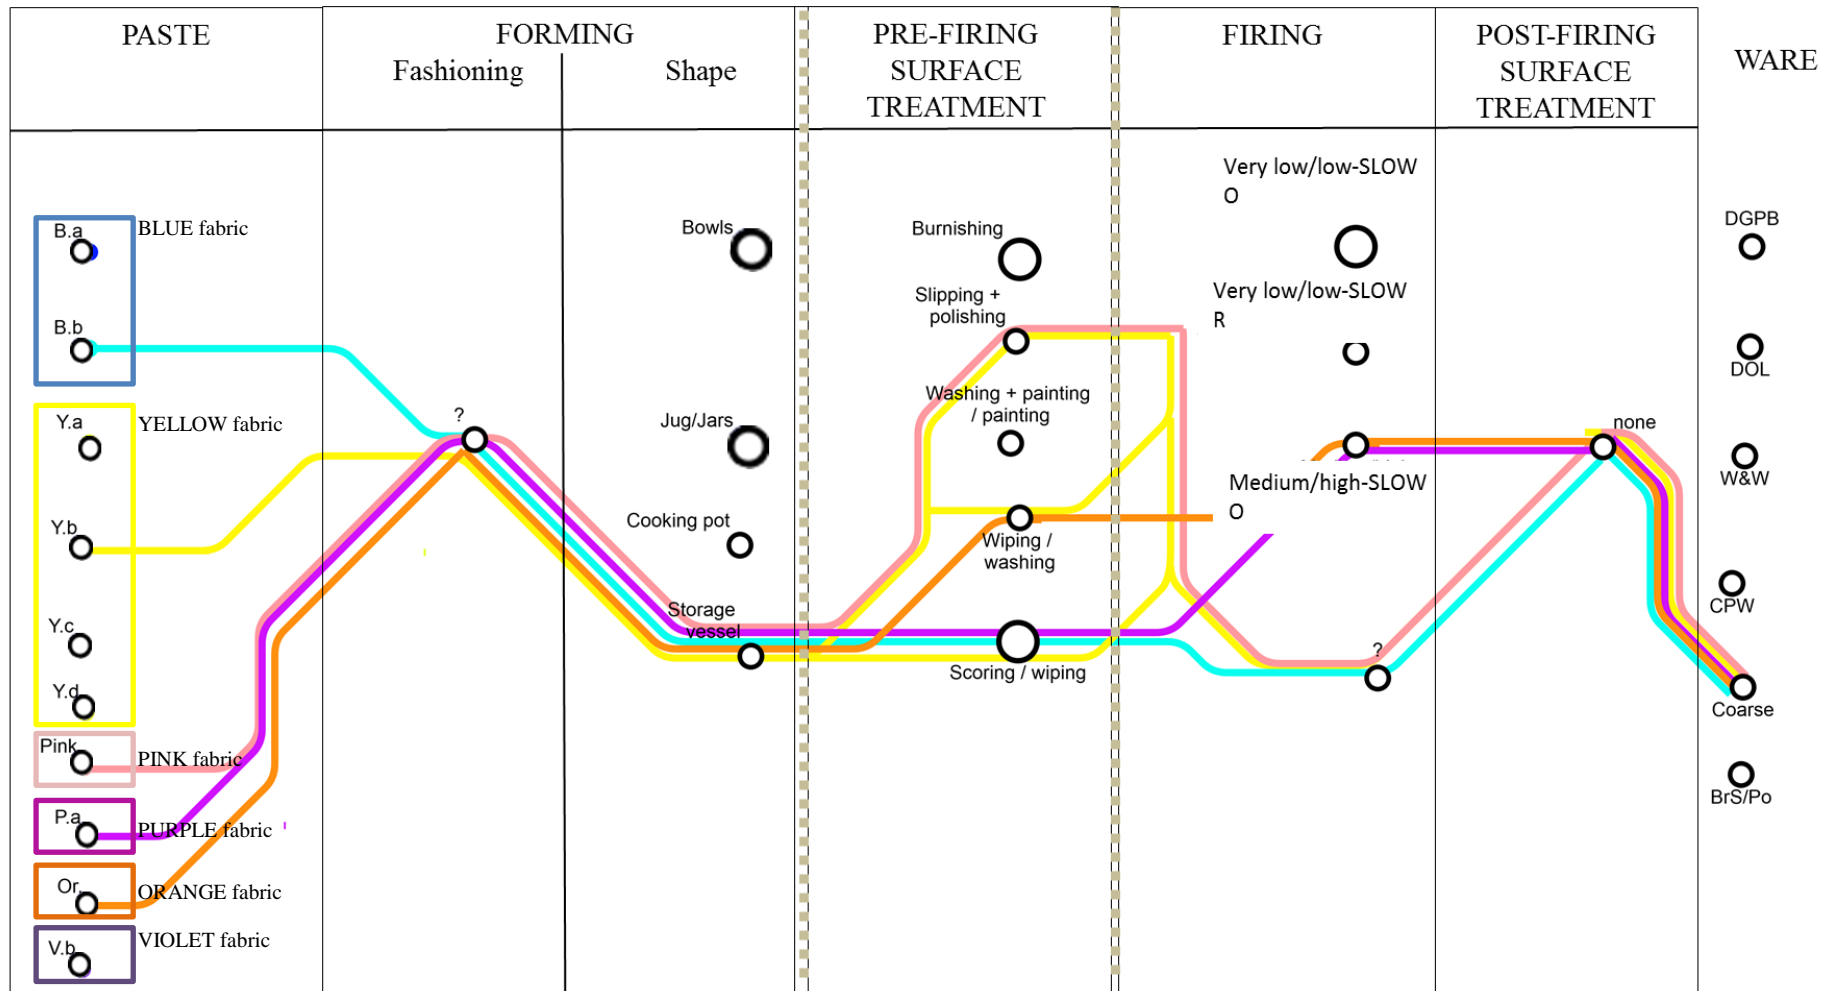 PASTE
FORMING
Fashioning
Shape
PRE-FIRING
SURFACE
TREATMENT
FIRING
POST-FIRING
SURFACE
TREATMENT
WARE
B.a
BLUE fabric
B.b
Y.a
YELLOW fabric
Y.b
Y.c
Y.d
Pink
PINK fabric
P.a
PURPLE fabric
Or.
ORANGE fabric
V.b
VIOLET fabric
?
Bowls
Jug/Jars
Cooking pot
Storage
vessel
Burnishing
Slipping +
polishing
Washing + painting
/ painting
Wiping /
washing
Scoring / wiping
Very low/low-SLOW
O
Very low/low-SLOW
R
Medium/high-SLOW
O
?
none
DGPB
DOL
W&W
CPW
Coarse
BrS/Po